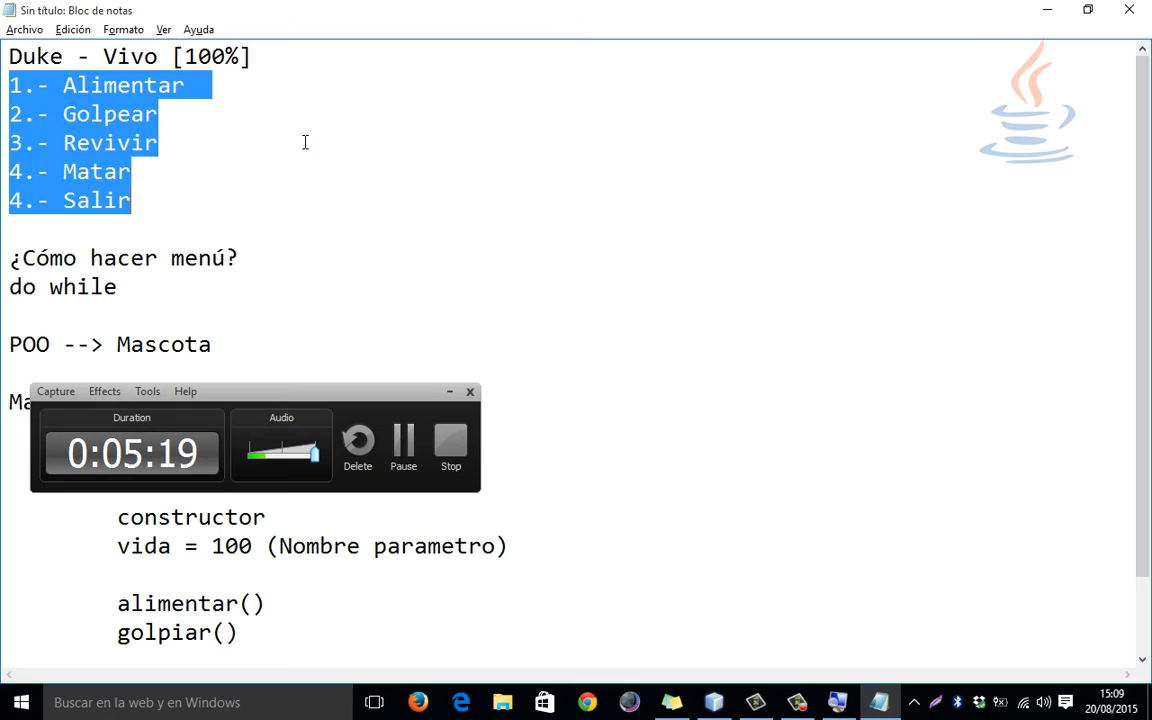 Sin título: Bloc de notas
Archivo Edición Formato Ver Ayuda
Duke - Vivo [100%]
1.- Alimentar
2.- Golpear
3.- Revivir
4.- Matar
4.- Salir
¿Cómo hacer menú?
do while
POO --> Mascota
Ma
Capture Effects Tools Help
Duration
Audio
0:05:19
Delete Pause Stop
constructor
vida = 100 (Nombre parametro)
alimentar()
golpiar()
Buscar en la web y en Windows
15:09
20/08/2015